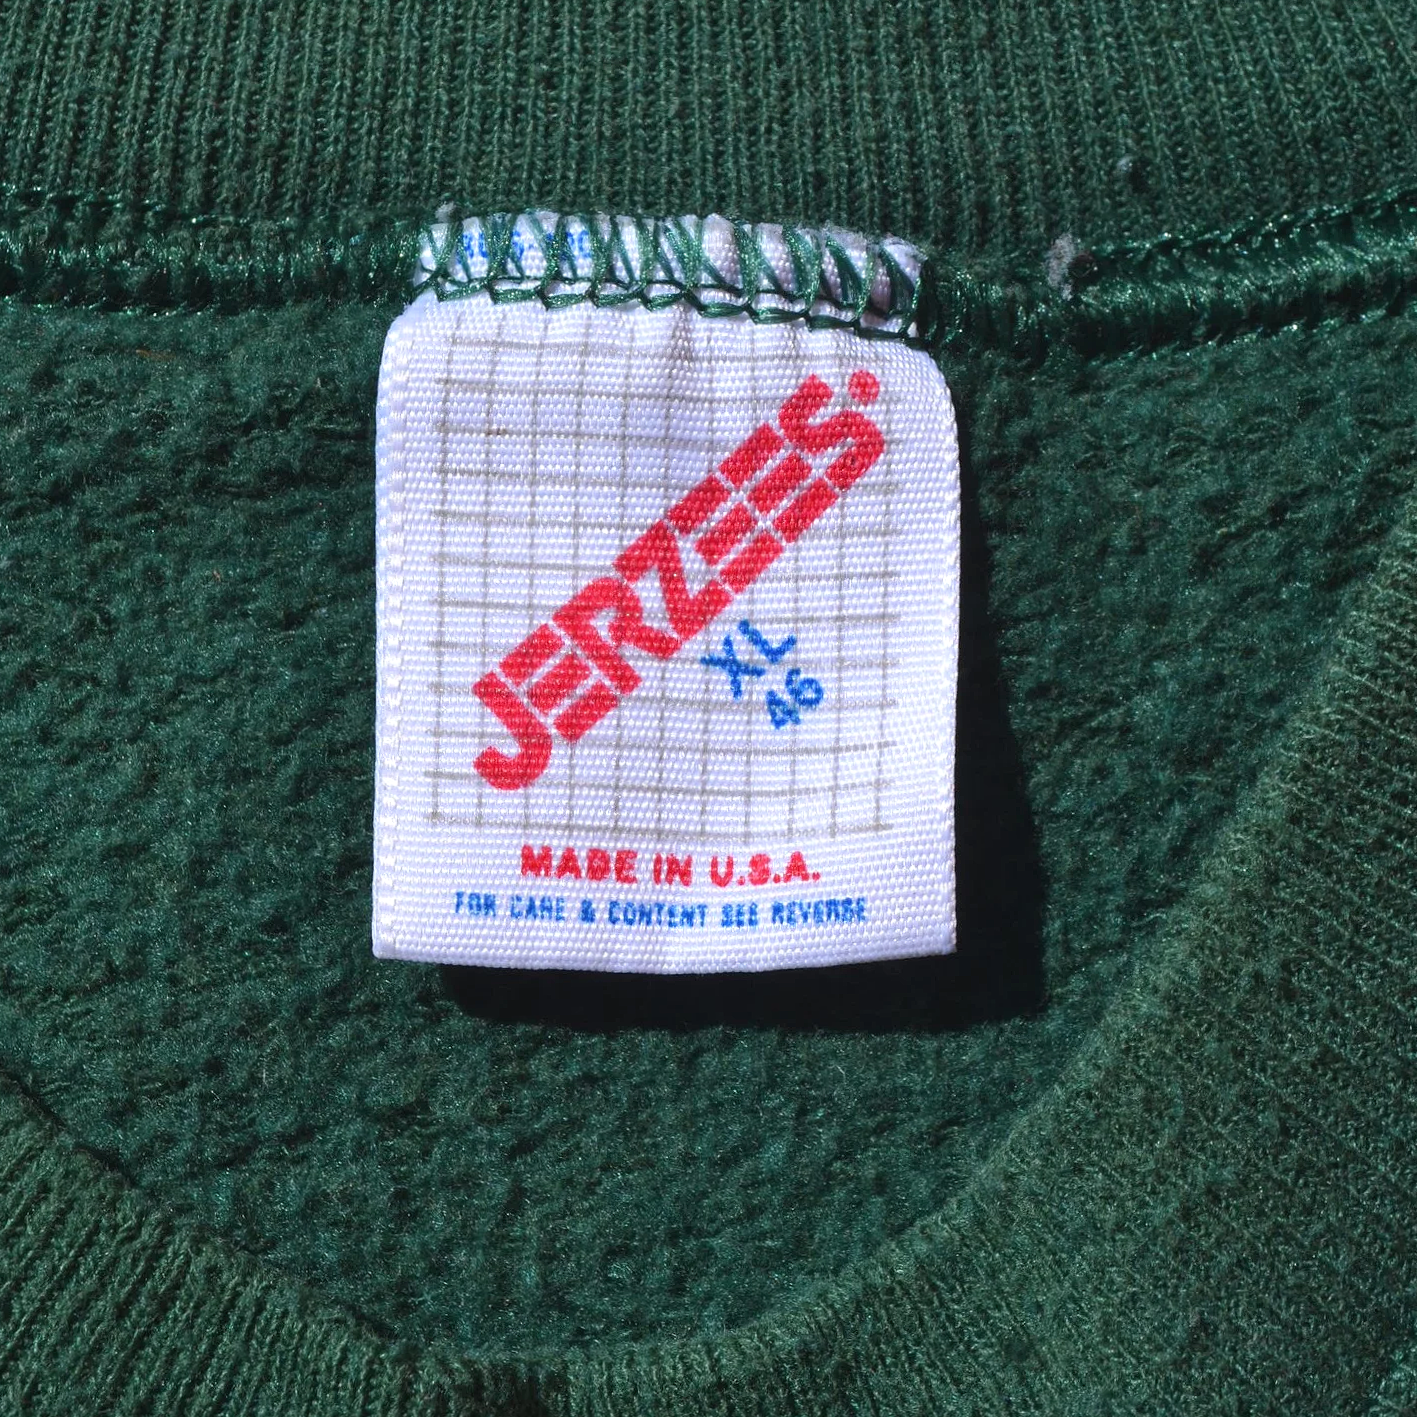 JERZEES
XL
46
MADE IN U.S.A.
FOR CARE & CONTENT SEE REVERSE